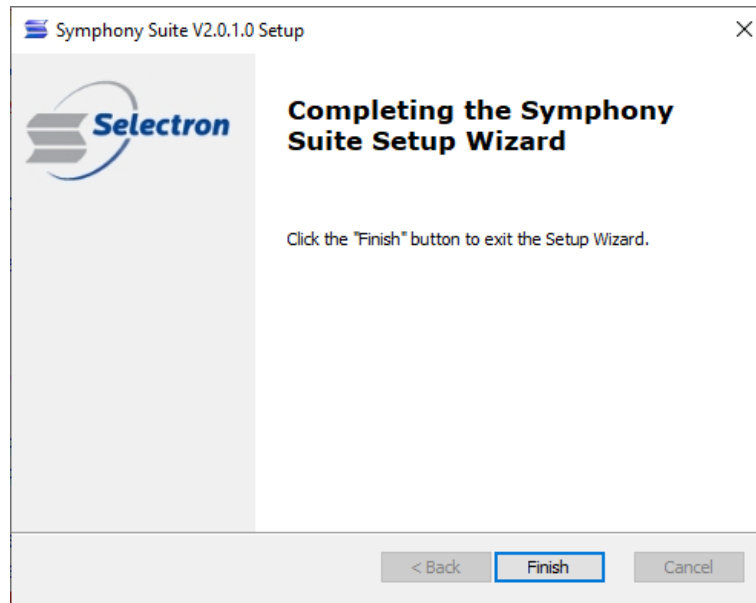 Symphony Suite V2.0.1.0 Setup
Selectron
Completing the Symphony
Suite Setup Wizard
Click the "Finish" button to exit the Setup Wizard.
< Back
Finish
Cancel